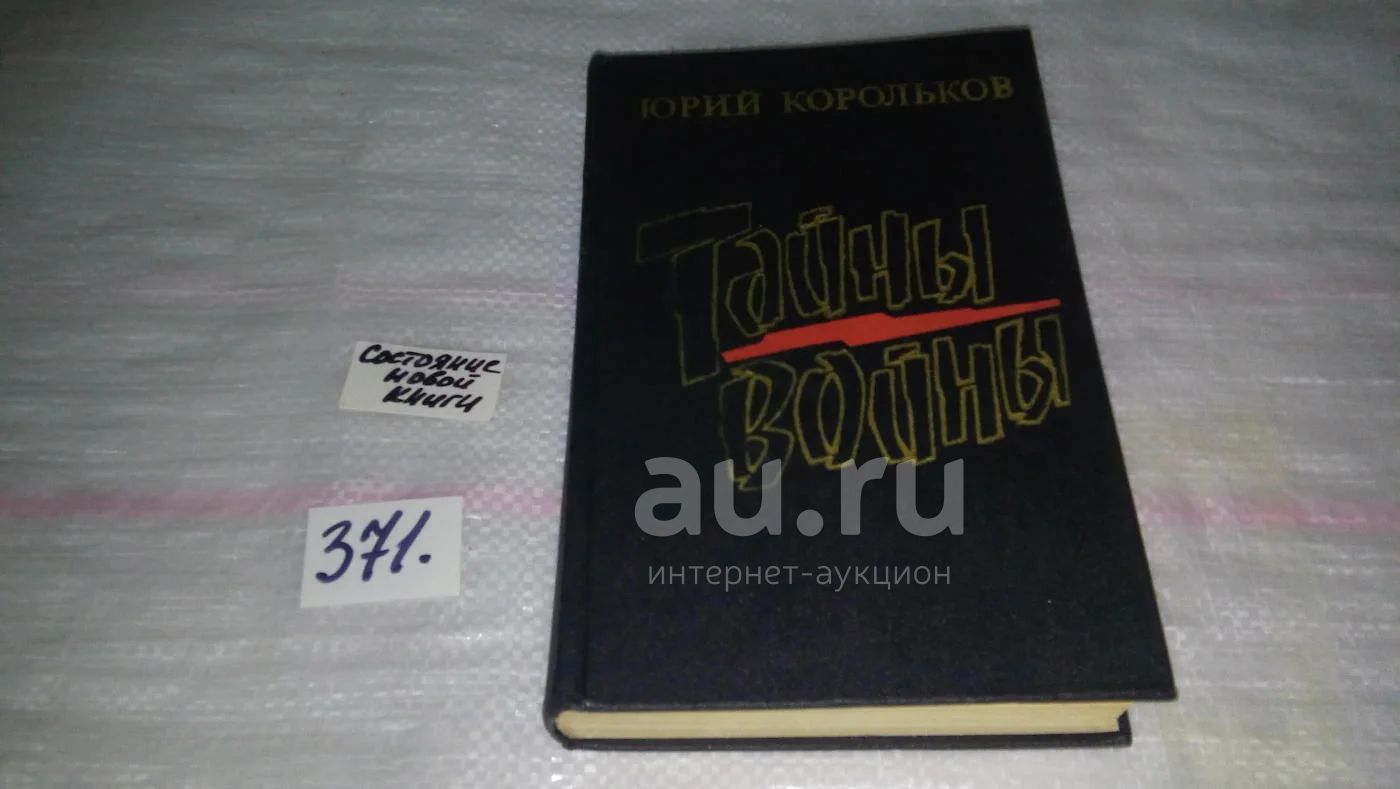 ЮРИЙ КОРОЛЬКОВ
Тайны
войны
Состояние
новой
книги
371.
au.ru
интернет-аукцион